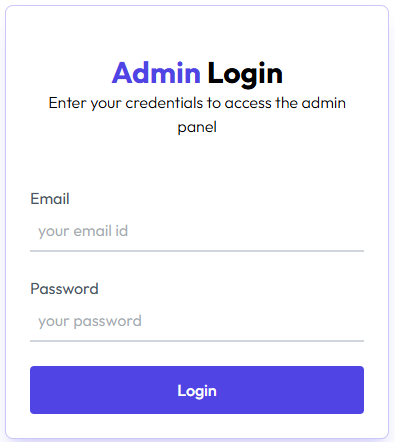 Admin Login
Enter your credentials to access the admin
panel
Email
your email id
Password
your password
Login